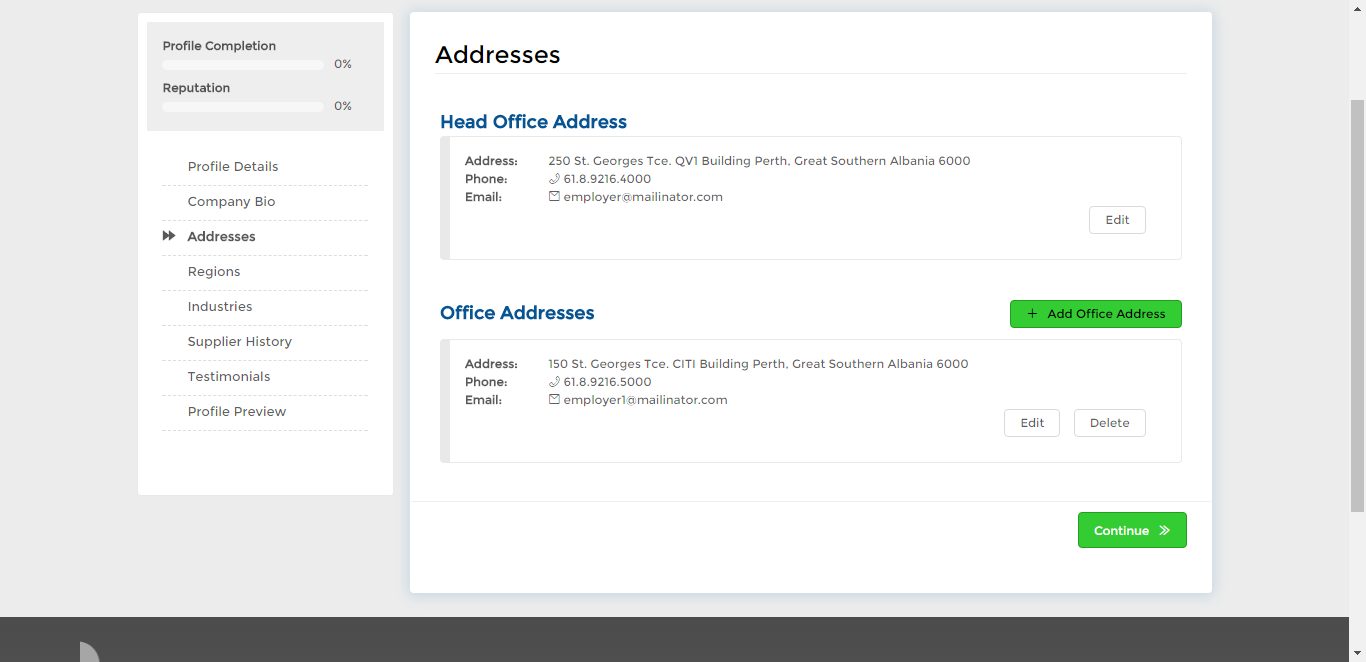 Profile Completion
0%
Reputation
0%
Profile Details
Company Bio
Addresses
Regions
Industries
Supplier History
Testimonials
Profile Preview
Addresses
Head Office Address
Address: 250 St. Georges Tce. QV1 Building Perth, Great Southern Albania 6000
Phone: 61.8.9216.4000
Email: employer@mailinator.com
Edit
Office Addresses
+ Add Office Address
Address: 150 St. Georges Tce. CITI Building Perth, Great Southern Albania 6000
Phone: 61.8.9216.5000
Email: employer1@mailinator.com
Edit Delete
Continue